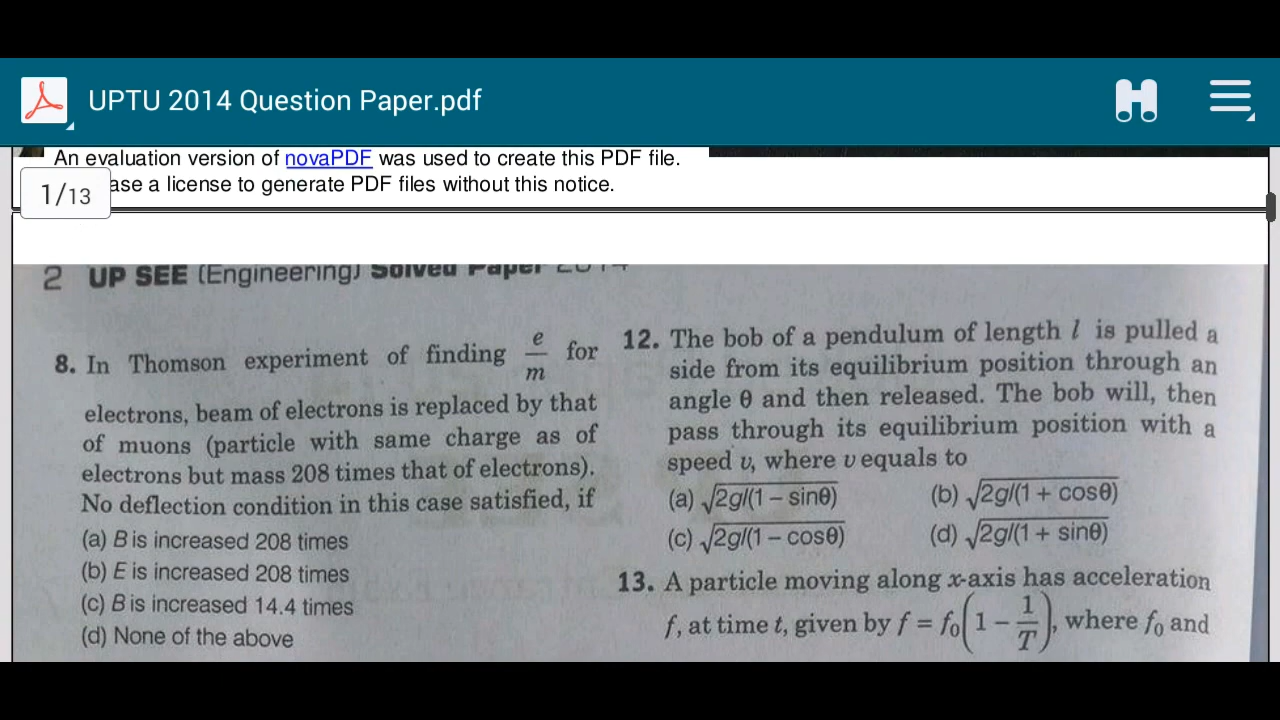 UPTU 2014 Question Paper.pdf
An evaluation version of novaPDF was used to create this PDF file.
ase a license to generate PDF files without this notice.
1/13
2 UP SEE (Engineering) Solved Paper 2014
8. In Thomson experiment of finding e/m for
electrons, beam of electrons is replaced by that
of muons (particle with same charge as of
electrons but mass 208 times that of electrons).
No deflection condition in this case satisfied, if
(a) B is increased 208 times
(b) E is increased 208 times
(c) B is increased 14.4 times
(d) None of the above
12. The bob of a pendulum of length l is pulled a
side from its equilibrium position through an
angle θ and then released. The bob will, then
pass through its equilibrium position with a
speed v, where v equals to
(a) √2gl(1 – sinθ) (b) √2gl(1 + cosθ)
(c) √2gl(1 – cosθ) (d) √2gl(1 + sinθ)
13. A particle moving along x-axis has acceleration
f, at time t, given by f = f₀(1 – 1/T), where f₀ and